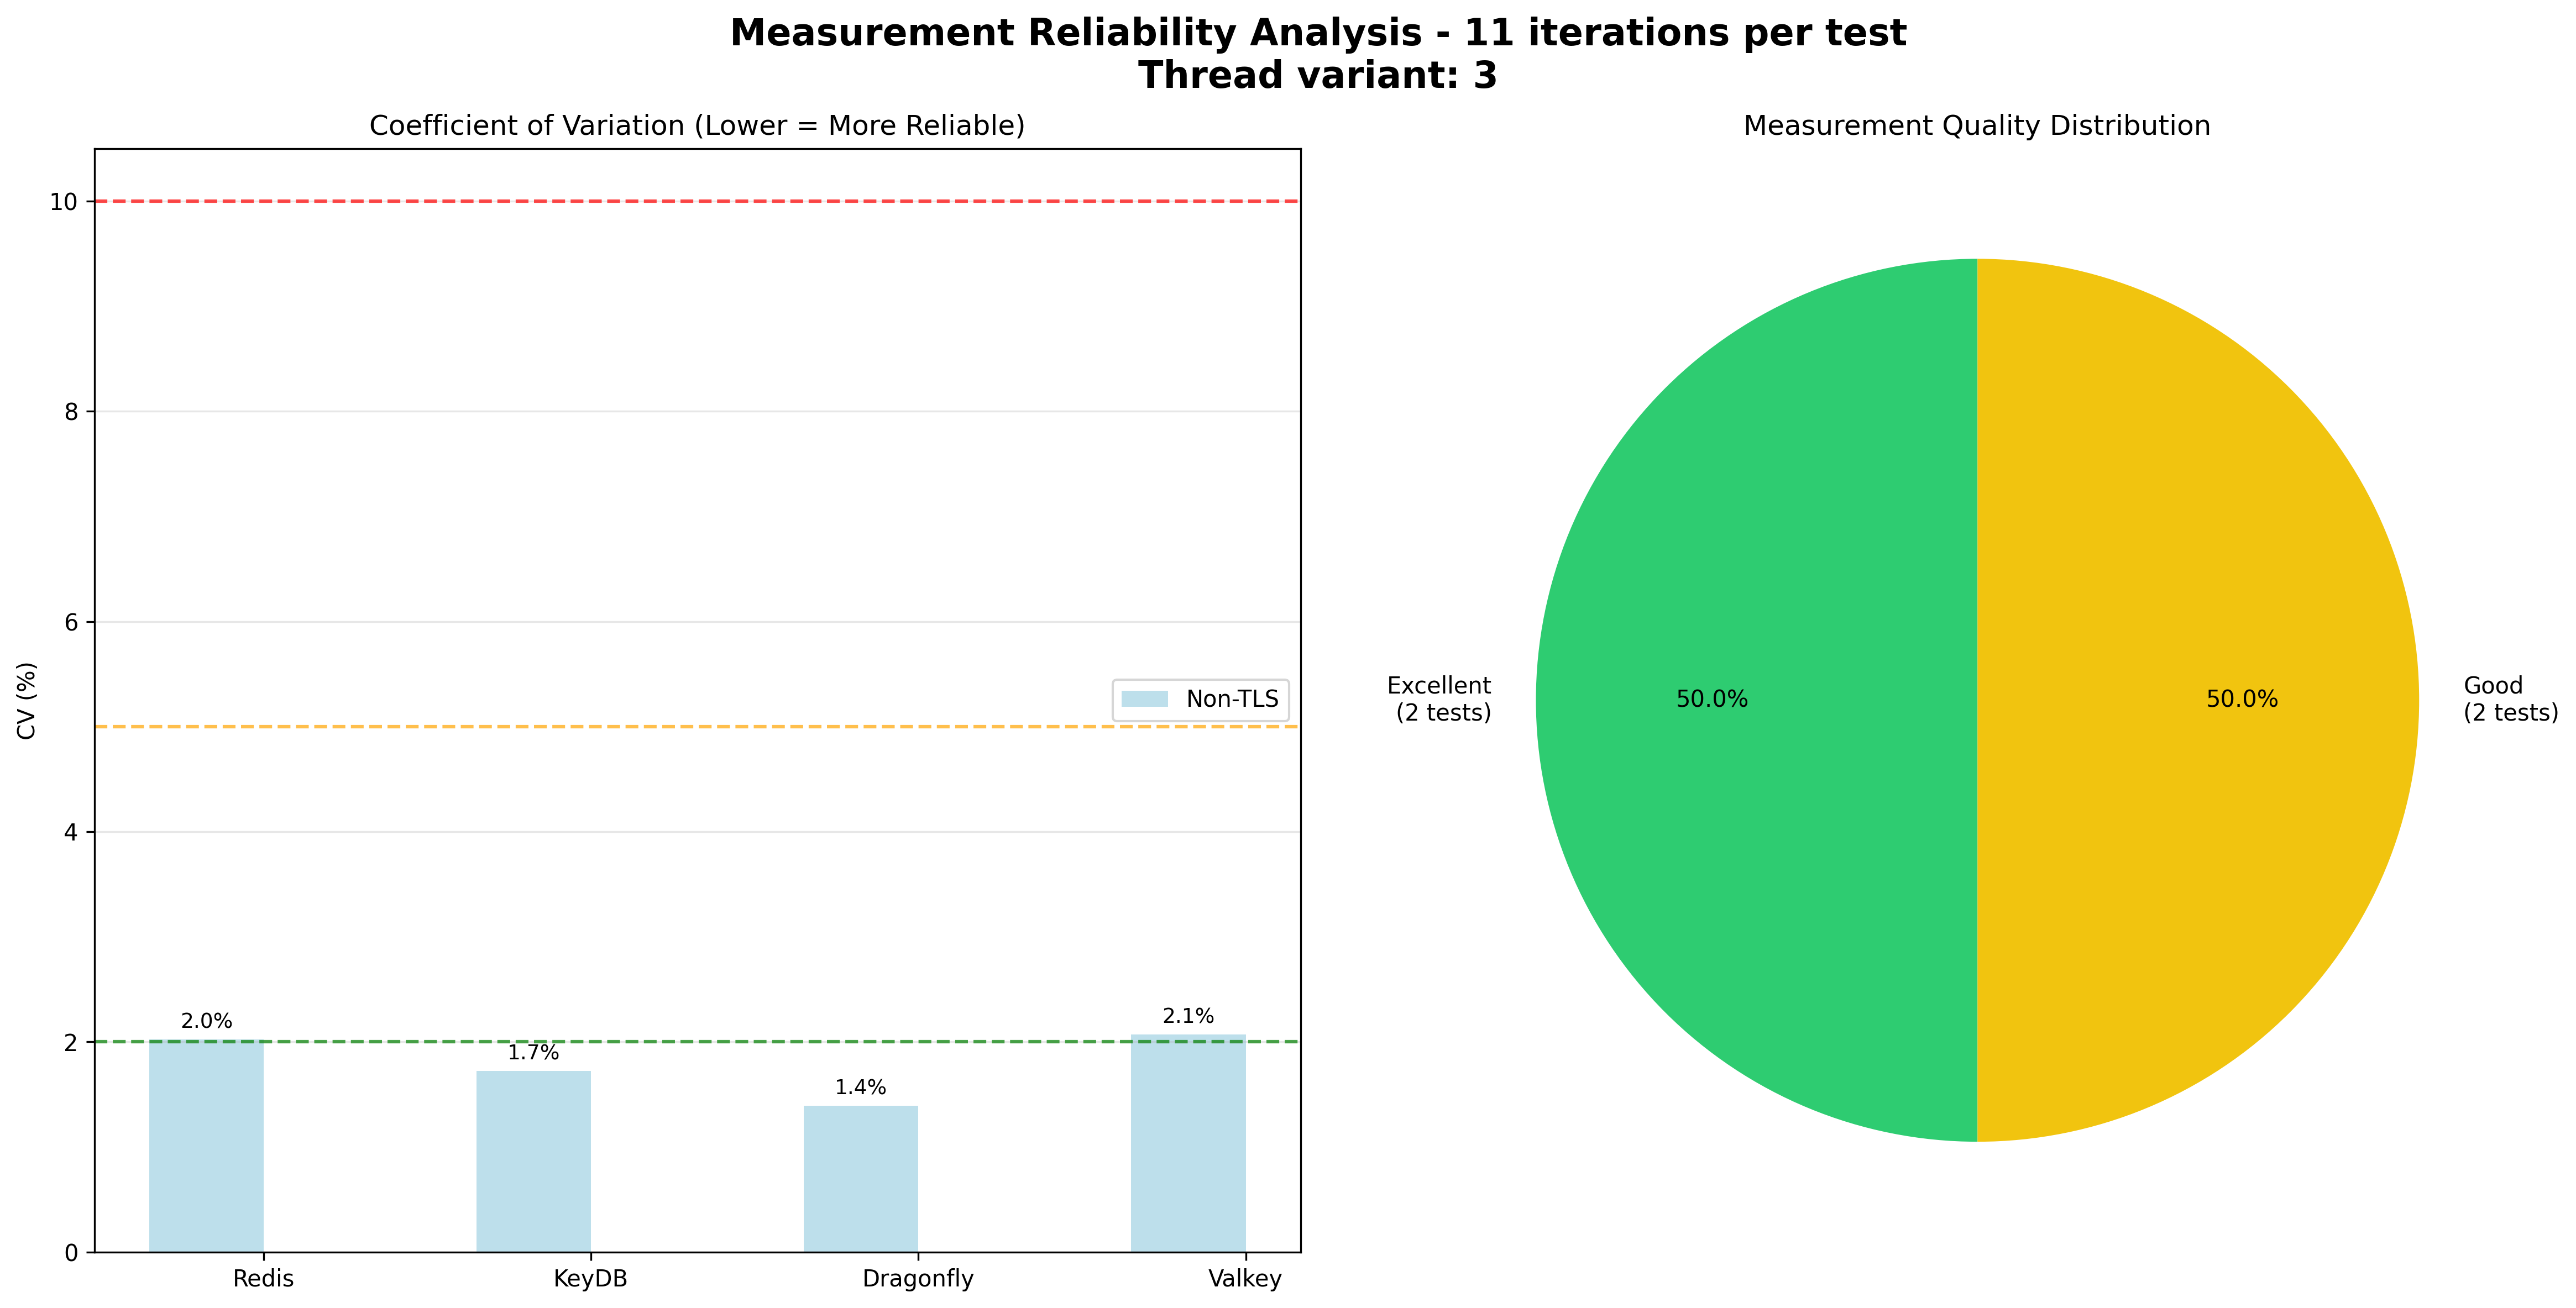 Measurement Reliability Analysis - 11 iterations per test
Thread variant: 3
Coefficient of Variation (Lower = More Reliable)
CV (%)
10
8
6
4
2
0
Non-TLS
2.0%
1.7%
1.4%
2.1%
Redis
KeyDB
Dragonfly
Valkey
Measurement Quality Distribution
Excellent
(2 tests)
50.0%
50.0%
Good
(2 tests)